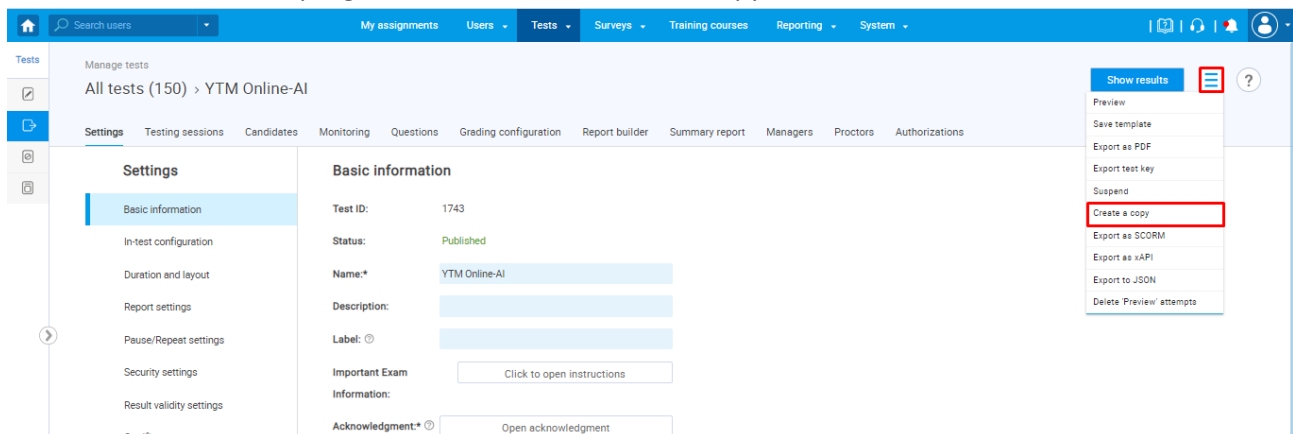 Search users
My assignments Users Tests Surveys Training courses Reporting System
Tests
Manage tests
All tests (150) › YTM Online-AI
Show results
?
Settings Testing sessions Candidates Monitoring Questions Grading configuration Report builder Summary report Managers Proctors Authorizations
Preview
Save template
Export as PDF
Export test key
Suspend
Create a copy
Export as SCORM
Export as xAPI
Export to JSON
Delete 'Preview' attempts
Settings
Basic information
In-test configuration
Duration and layout
Report settings
Pause/Repeat settings
Security settings
Result validity settings
Basic information
Test ID: 1743
Status: Published
Name:* YTM Online-AI
Description:
Label: ?
Important Exam
Information:
Click to open instructions
Acknowledgment:* ? Open acknowledgment